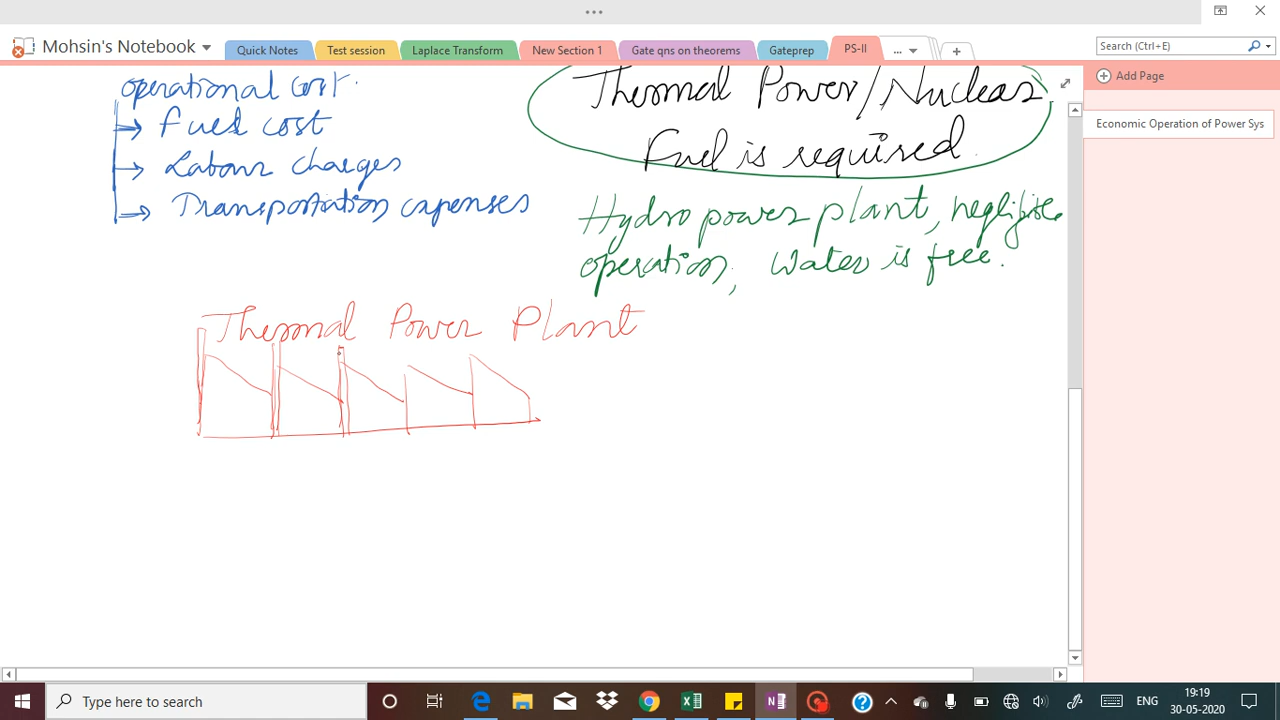 Mohsin's Notebook
Quick Notes
Test session
Laplace Transform
New Section 1
Gate qns on theorems
Gateprep
PS-II
...
Search (Ctrl+E)
Add Page
Economic Operation of Power Sys
operational cost.
→ Fuel cost
→ Labour charges
→ Transportation expenses
Thermal Power/Nuclear
Fuel is required
Hydro power plant,
operation, Water is free.
Thermal Power Plant
Type here to search
ENG
19:19
30-05-2020